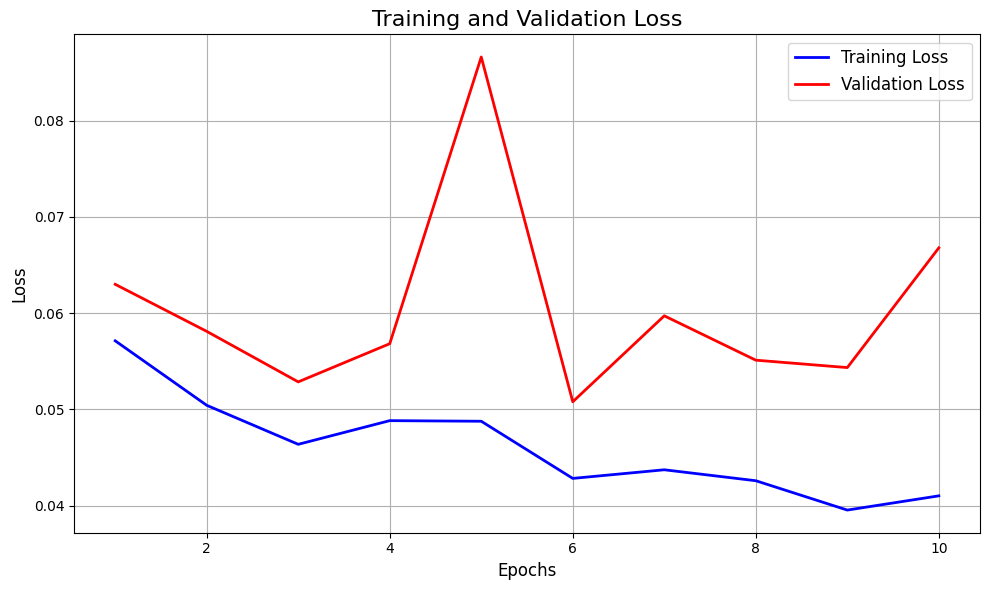 Training and Validation Loss
Training Loss
Validation Loss
Loss
0.08
0.07
0.06
0.05
0.04
2 4 6 8 10
Epochs